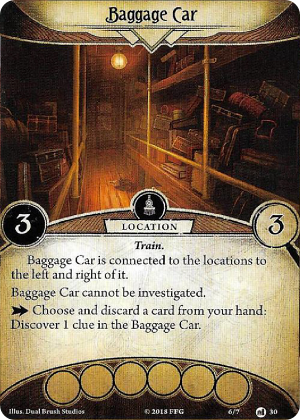 Baggage Car
3
3
LOCATION
Train.
Baggage Car is connected to the locations to
the left and right of it.
Baggage Car cannot be investigated.
Choose and discard a card from your hand:
Discover 1 clue in the Baggage Car.
Illus. Dual Brush Studios
© 2018 FFG
6/7
30